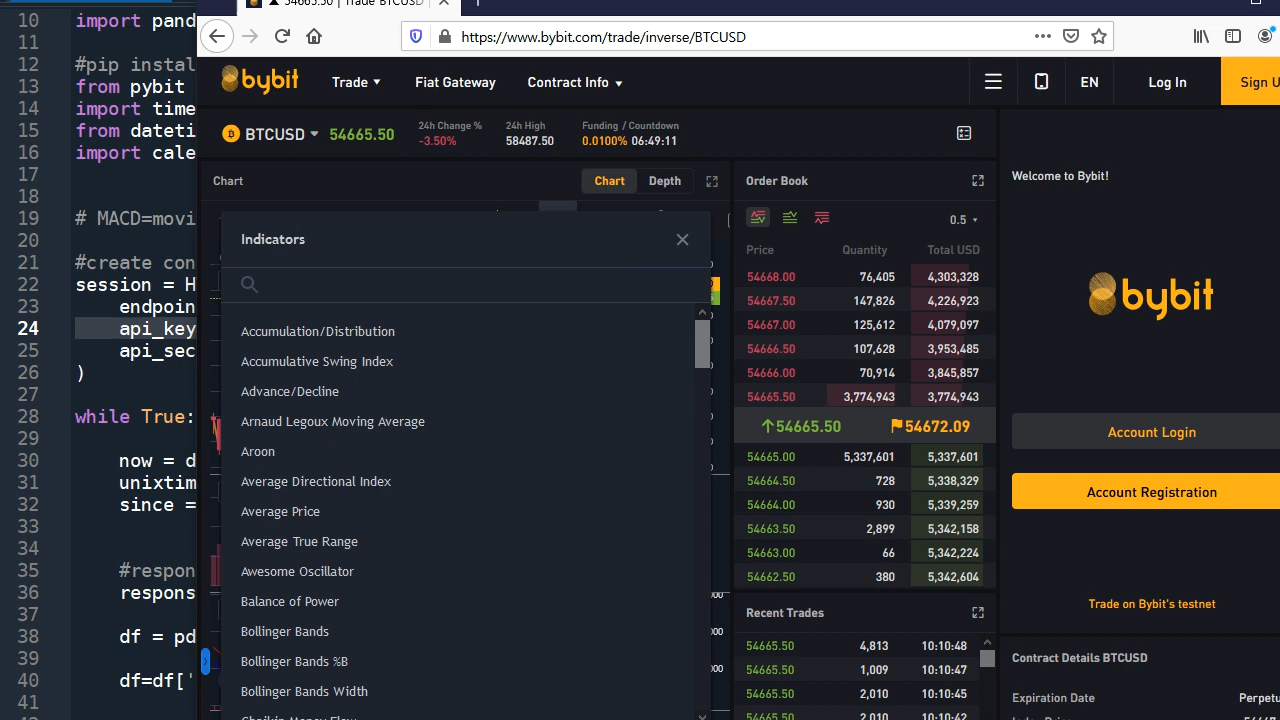 10 import pand
11
12 #pip instal
13 from pybit
14 import time
15 from dateti
16 import cale
17
18
19 # MACD=movi
20
21 #create con
22 session = H
23 endpoin
24 api_key
25 api_sec
26 )
27
28 while True:
29
30 now = d
31 unixtim
32 since =
33
34
35 #respon
36 respons
37
38 df = pd
39
40 df=df['
41
54665.50 | Trade BTCUSD
https://www.bybit.com/trade/inverse/BTCUSD
bybit
Trade
Fiat Gateway
Contract Info
EN
Log In
Sign U
BTCUSD
54665.50
24h Change %
-3.50%
24h High
58487.50
Funding / Countdown
0.0100% 06:49:11
Chart
Chart
Depth
Indicators
Accumulation/Distribution
Accumulative Swing Index
Advance/Decline
Arnaud Legoux Moving Average
Aroon
Average Directional Index
Average Price
Average True Range
Awesome Oscillator
Balance of Power
Bollinger Bands
Bollinger Bands %B
Bollinger Bands Width
Chaikin Money Flow
Order Book
0.5
Price Quantity Total USD
54668.00 76,405 4,303,328
54667.50 147,826 4,226,923
54667.00 125,612 4,079,097
54666.50 107,628 3,953,485
54666.00 70,914 3,845,857
54665.50 3,774,943 3,774,943
↑54665.50 54672.09
54665.00 5,337,601 5,337,601
54664.50 728 5,338,329
54664.00 930 5,339,259
54663.50 2,899 5,342,158
54663.00 66 5,342,224
54662.50 380 5,342,604
Recent Trades
54665.50 4,813 10:10:48
54665.50 1,009 10:10:47
54665.50 2,010 10:10:45
54665.50 2,010 10:10:42
Welcome to Bybit!
bybit
Account Login
Account Registration
Trade on Bybit's testnet
Contract Details BTCUSD
Expiration Date Perpetu